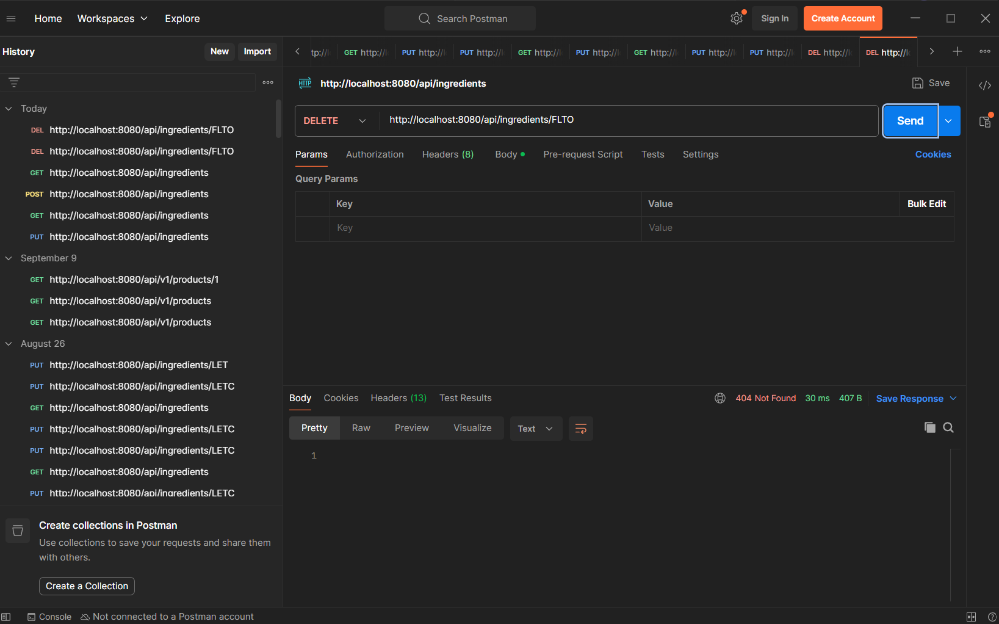 Home Workspaces Explore Search Postman Sign In Create Account
History New Import
GET http://l PUT http://l PUT http://l GET http://l PUT http://l GET http://l PUT http://l PUT http://l DEL http://l DEL http://l
HTTP http://localhost:8080/api/ingredients Save
DELETE http://localhost:8080/api/ingredients/FLTO Send
Params Authorization Headers (8) Body Pre-request Script Tests Settings Cookies
Query Params
Key Value Bulk Edit
Key Value
Today
DEL http://localhost:8080/api/ingredients/FLTO
DEL http://localhost:8080/api/ingredients/FLTO
GET http://localhost:8080/api/ingredients
POST http://localhost:8080/api/ingredients
GET http://localhost:8080/api/ingredients
PUT http://localhost:8080/api/ingredients
September 9
GET http://localhost:8080/api/v1/products/1
GET http://localhost:8080/api/v1/products
GET http://localhost:8080/api/v1/products
August 26
PUT http://localhost:8080/api/ingredients/LET
PUT http://localhost:8080/api/ingredients/LETC
GET http://localhost:8080/api/ingredients
PUT http://localhost:8080/api/ingredients/LETC
PUT http://localhost:8080/api/ingredients/LETC
GET http://localhost:8080/api/ingredients
PUT http://localhost:8080/api/ingredients/LETC
Body Cookies Headers (13) Test Results 404 Not Found 30 ms 407 B Save Response
Pretty Raw Preview Visualize Text
1
Create collections in Postman
Use collections to save your requests and share them
with others.
Create a Collection
Console Not connected to a Postman account